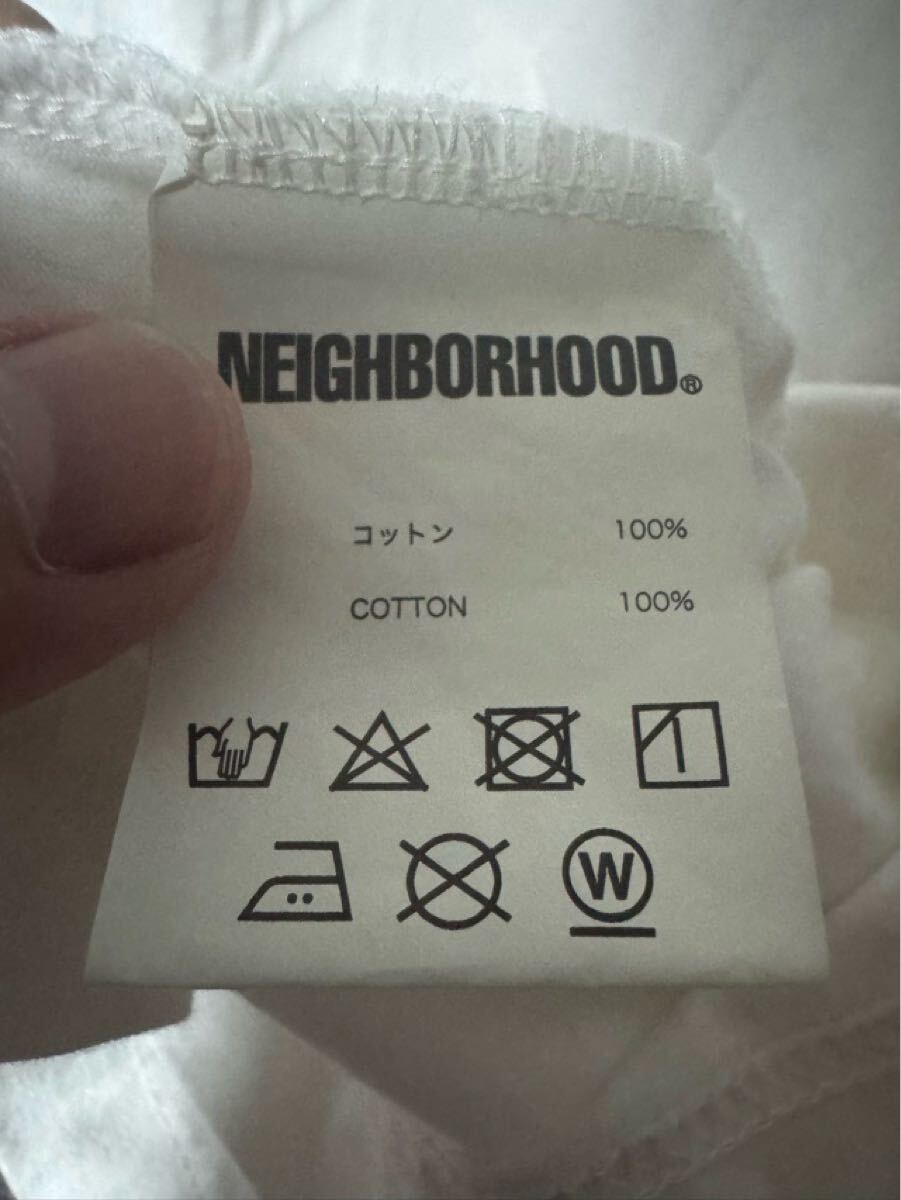 NEIGHBORHOOD®
コットン 100%
COTTON 100%
W